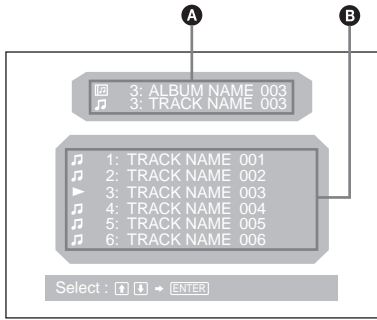 A B
3: ALBUM NAME 003
3: TRACK NAME 003
1: TRACK NAME 001
2: TRACK NAME 002
3: TRACK NAME 003
4: TRACK NAME 004
5: TRACK NAME 005
6: TRACK NAME 006
Select : ENTER